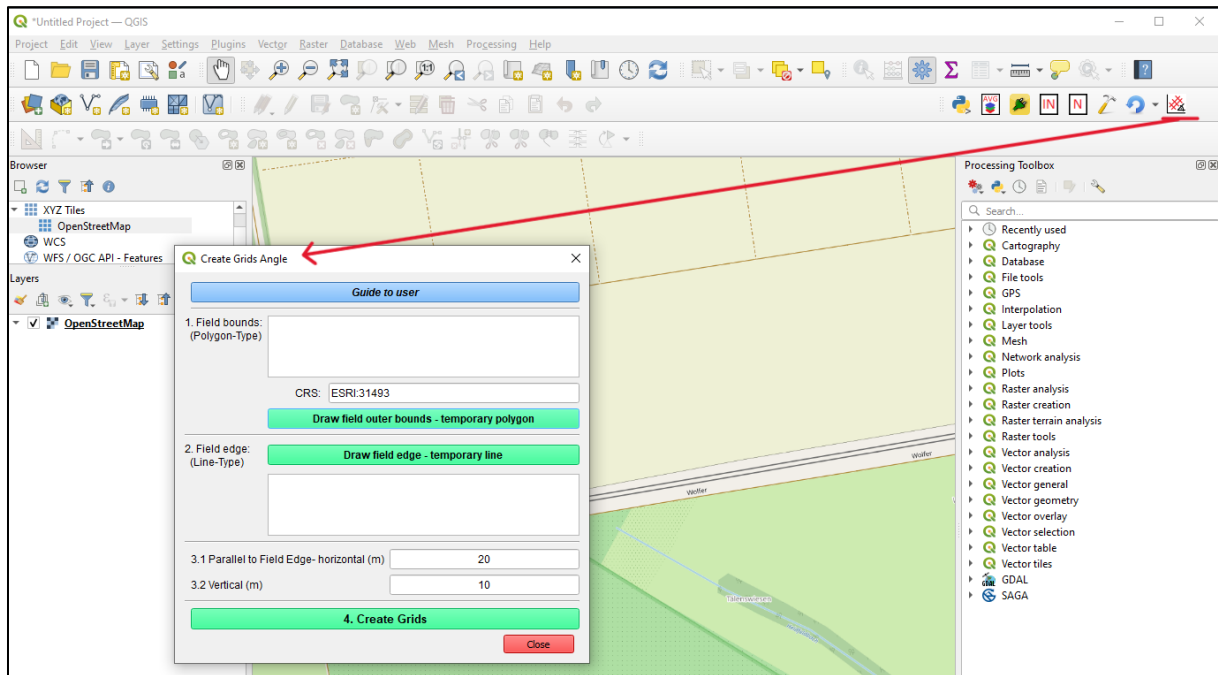 *Untitled Project — QGIS
Project Edit View Layer Settings Plugins Vector Raster Database Web Mesh Processing Help
AVG IN N
Browser
XYZ Tiles
OpenStreetMap
WCS
WFS / OGC API - Features
Layers
OpenStreetMap
Create Grids Angle
Guide to user
1. Field bounds:
(Polygon-Type)
CRS: ESRI:31493
Draw field outer bounds - temporary polygon
2. Field edge:
(Line-Type)
Draw field edge - temporary line
3.1 Parallel to Field Edge- horizontal (m) 20
3.2 Vertical (m) 10
4. Create Grids
Close
Wolfer
Wolfer
Talenwiesen
Processing Toolbox
Search...
Recently used
Cartography
Database
File tools
GPS
Interpolation
Layer tools
Mesh
Network analysis
Plots
Raster analysis
Raster creation
Raster terrain analysis
Raster tools
Vector analysis
Vector creation
Vector general
Vector geometry
Vector overlay
Vector selection
Vector table
Vector tiles
GDAL
SAGA